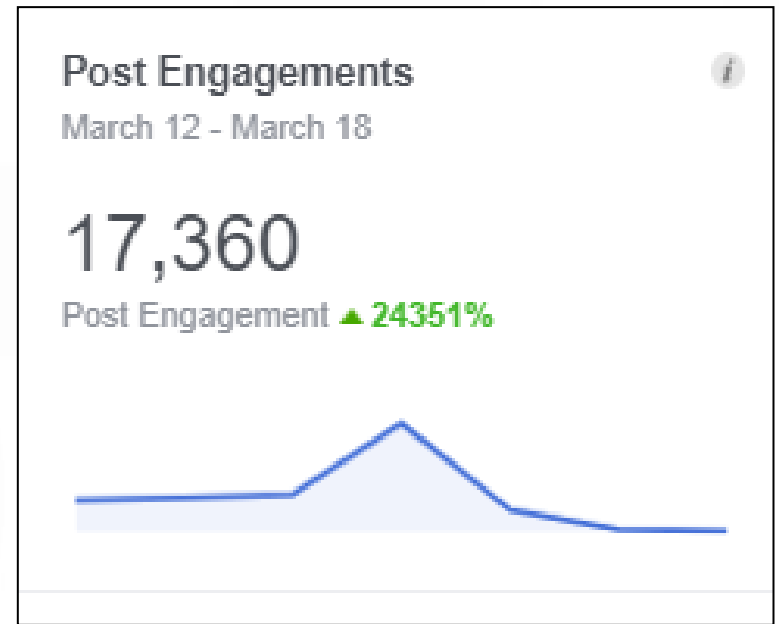 Post Engagements i
March 12 - March 18
17,360
Post Engagement ▲ 24351%